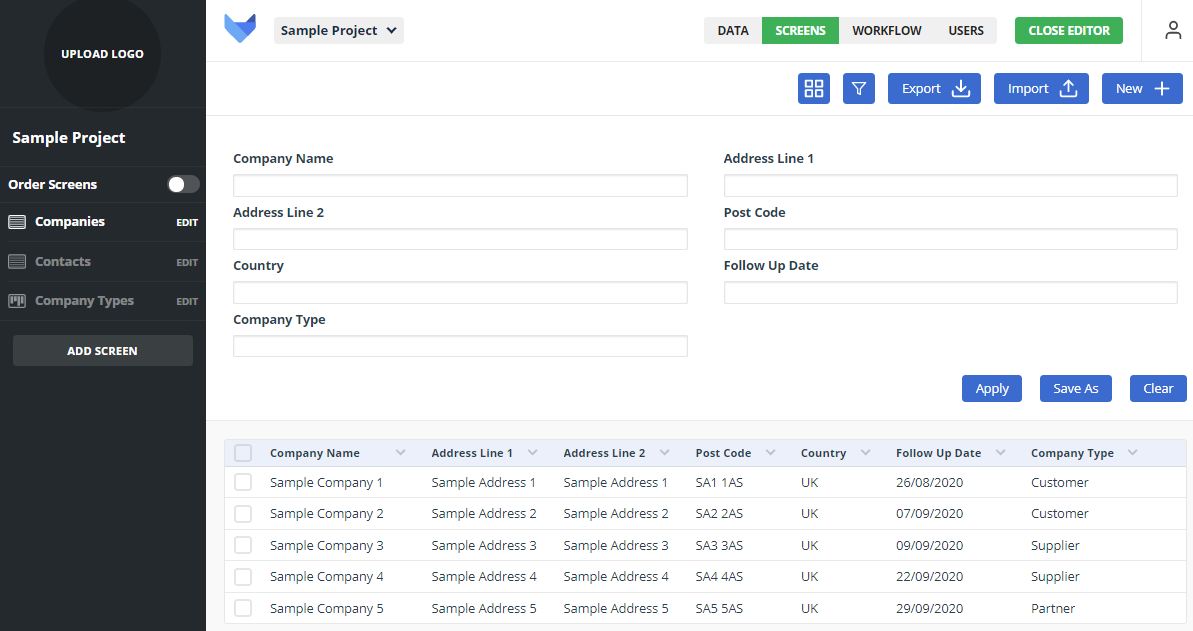 UPLOAD LOGO
Sample Project
Order Screens
Companies EDIT
Contacts EDIT
Company Types EDIT
ADD SCREEN
Sample Project DATA SCREENS WORKFLOW USERS CLOSE EDITOR
Export Import New
Company Name Address Line 1
Address Line 2 Post Code
Country Follow Up Date
Company Type
Apply Save As Clear
Company Name Address Line 1 Address Line 2 Post Code Country Follow Up Date Company Type
Sample Company 1 Sample Address 1 Sample Address 1 SA1 1AS UK 26/08/2020 Customer
Sample Company 2 Sample Address 2 Sample Address 2 SA2 2AS UK 07/09/2020 Customer
Sample Company 3 Sample Address 3 Sample Address 3 SA3 3AS UK 09/09/2020 Supplier
Sample Company 4 Sample Address 4 Sample Address 4 SA4 4AS UK 22/09/2020 Supplier
Sample Company 5 Sample Address 5 Sample Address 5 SA5 5AS UK 29/09/2020 Partner